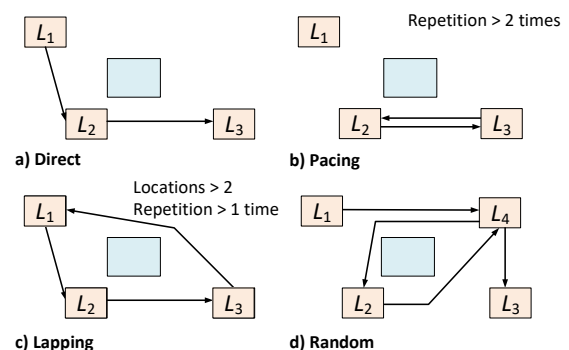 L1
L2
L3
a) Direct
Repetition > 2 times
L1
L2
L3
b) Pacing
Locations > 2
Repetition > 1 time
L1
L2
L3
c) Lapping
L1
L4
L2
L3
d) Random